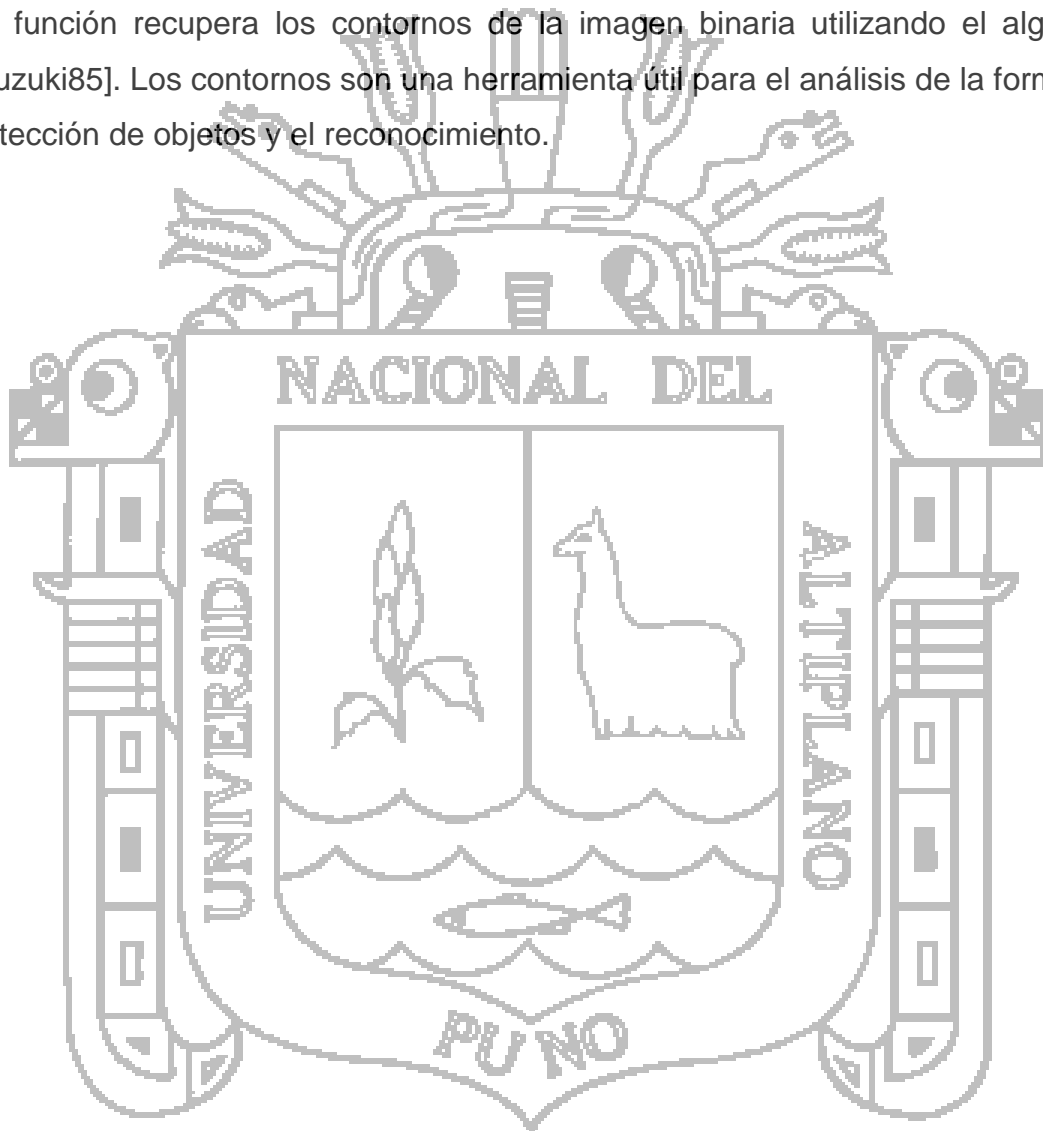 función recupera los contornos de la imagen binaria utilizando el alg
uzuki85]. Los contornos son una herramienta útil para el análisis de la for
tección de objetos y el reconocimiento.
NACIONAL DEL
UNIVERSIDAD
ALTIPLANO
PUNO